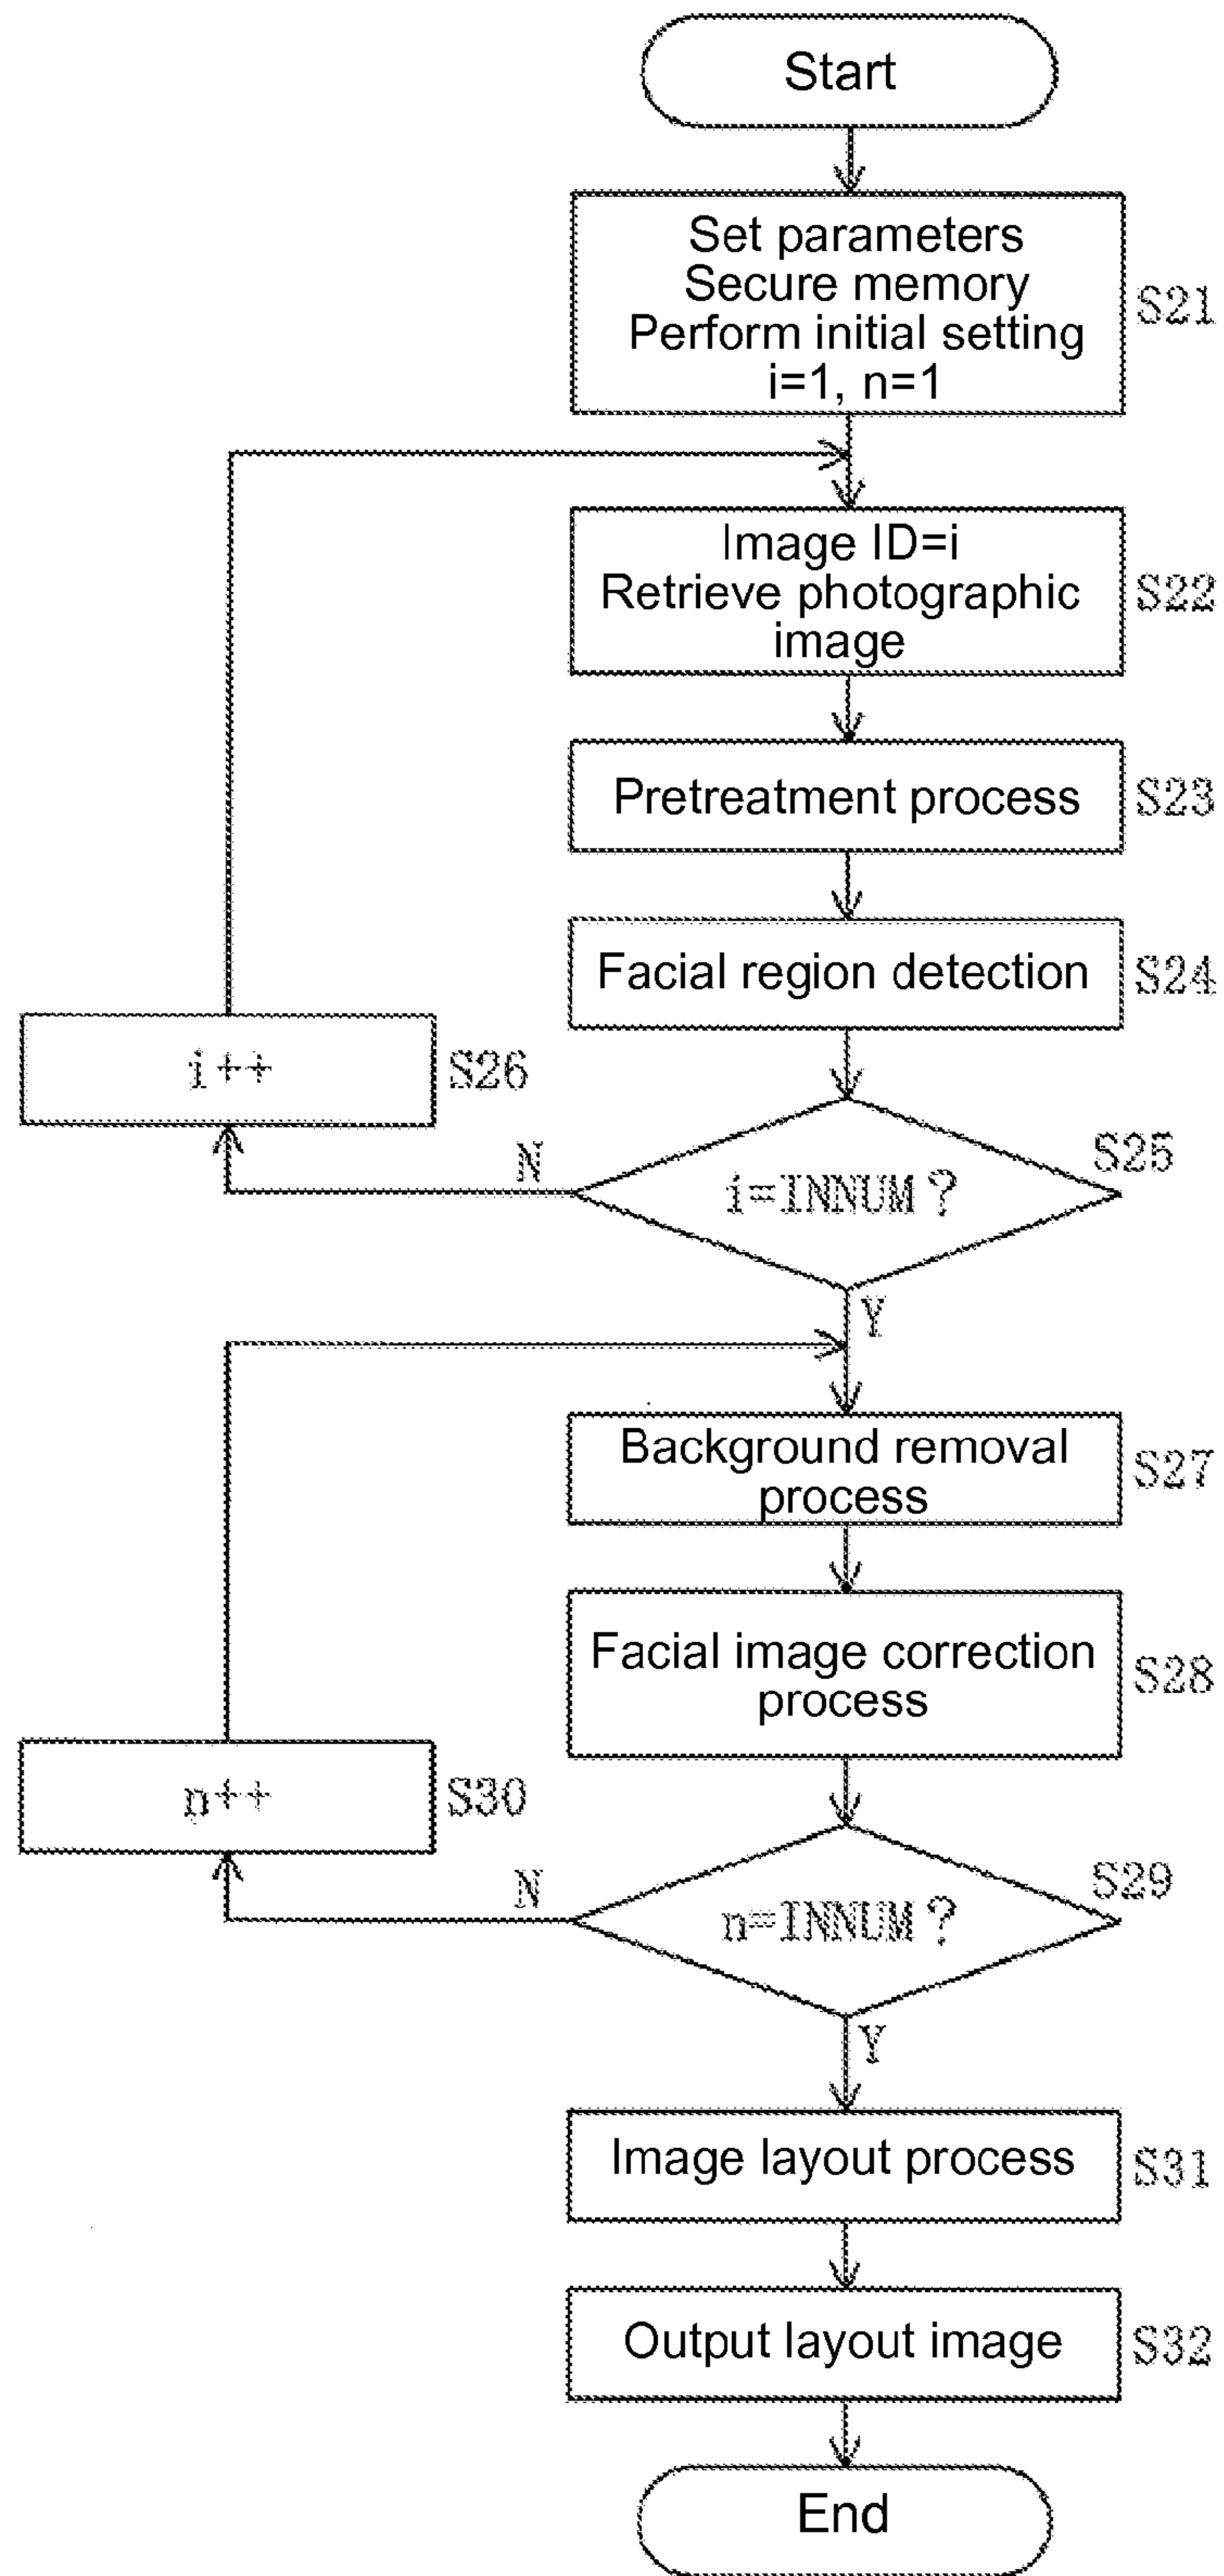 Start
Set parameters
Secure memory
Perform initial setting
i=1, n=1
S21
Image ID=i
Retrieve photographic
image
S22
Pretreatment process
S23
Facial region detection
S24
i++
S26
N
i=INNUM?
S25
Y
Background removal
process
S27
Facial image correction
process
S28
n++
S30
N
n=INNUM?
S29
Y
Image layout process
S31
Output layout image
S32
End